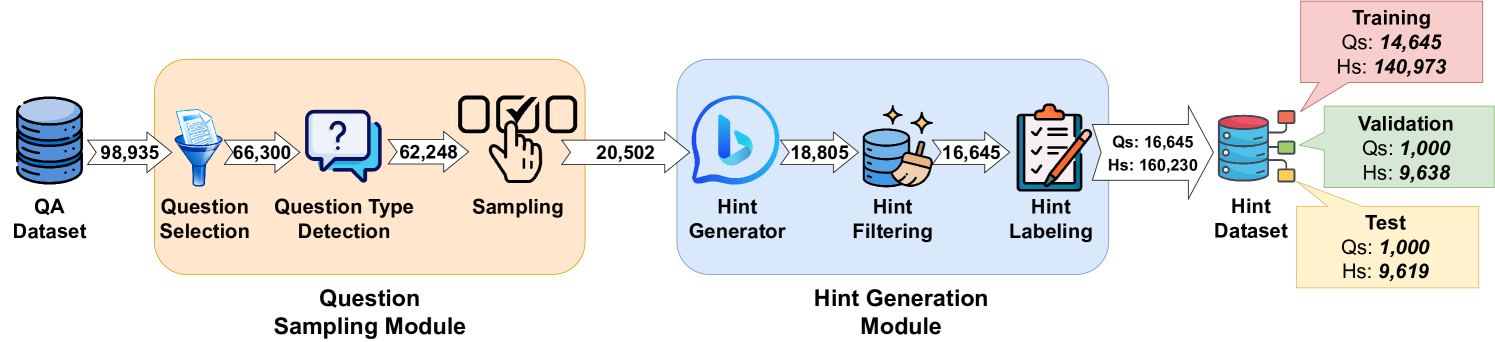 QA
Dataset
98,935
Question
Selection
66,300
?
Question Type
Detection
62,248
Sampling
Question
Sampling Module
20,502
Hint
Generator
18,805
Hint
Filtering
16,645
Hint
Labeling
Hint Generation
Module
Qs: 16,645
Hs: 160,230
Hint
Dataset
Training
Qs: 14,645
Hs: 140,973
Validation
Qs: 1,000
Hs: 9,638
Test
Qs: 1,000
Hs: 9,619